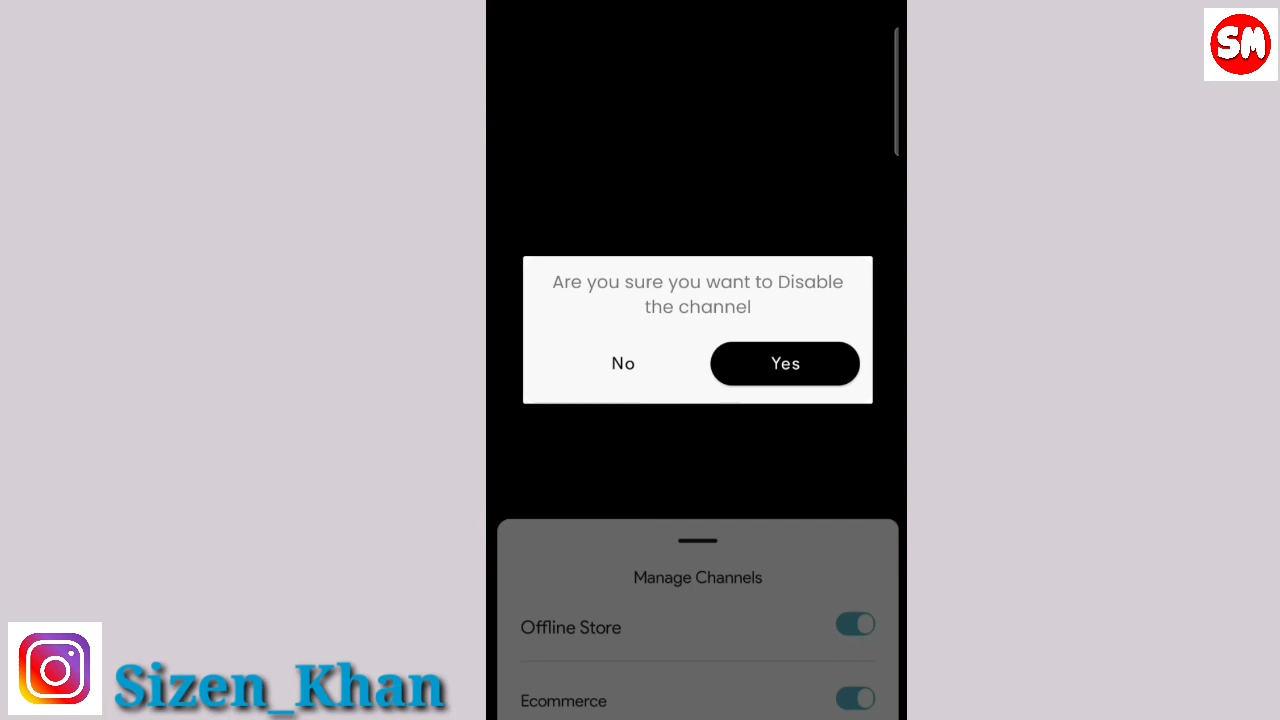 SM
Are you sure you want to Disable
the channel
No
Yes
Manage Channels
Offline Store
Ecommerce
Sizen_Khan